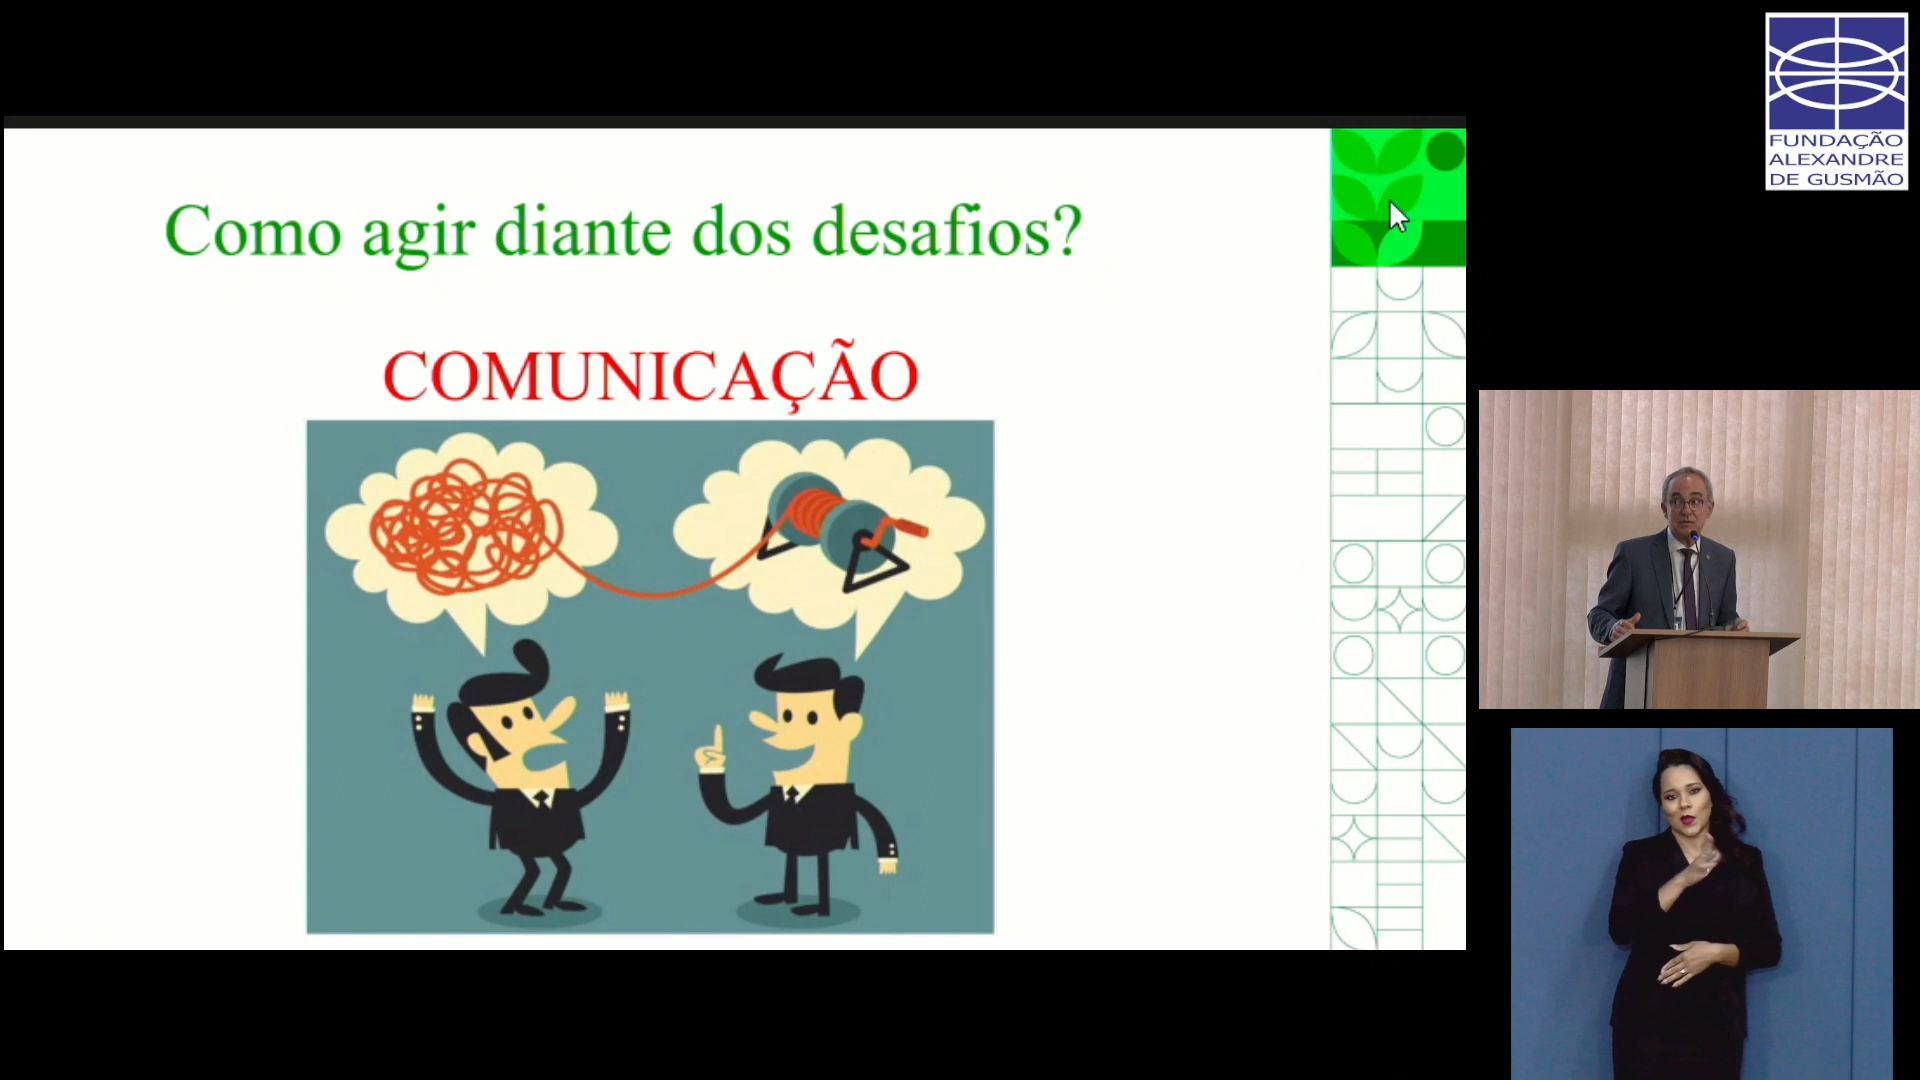 Como agir diante dos desafios?
COMUNICAÇÃO
FUNDAÇÃO
ALEXANDRE
DE GUSMÃO